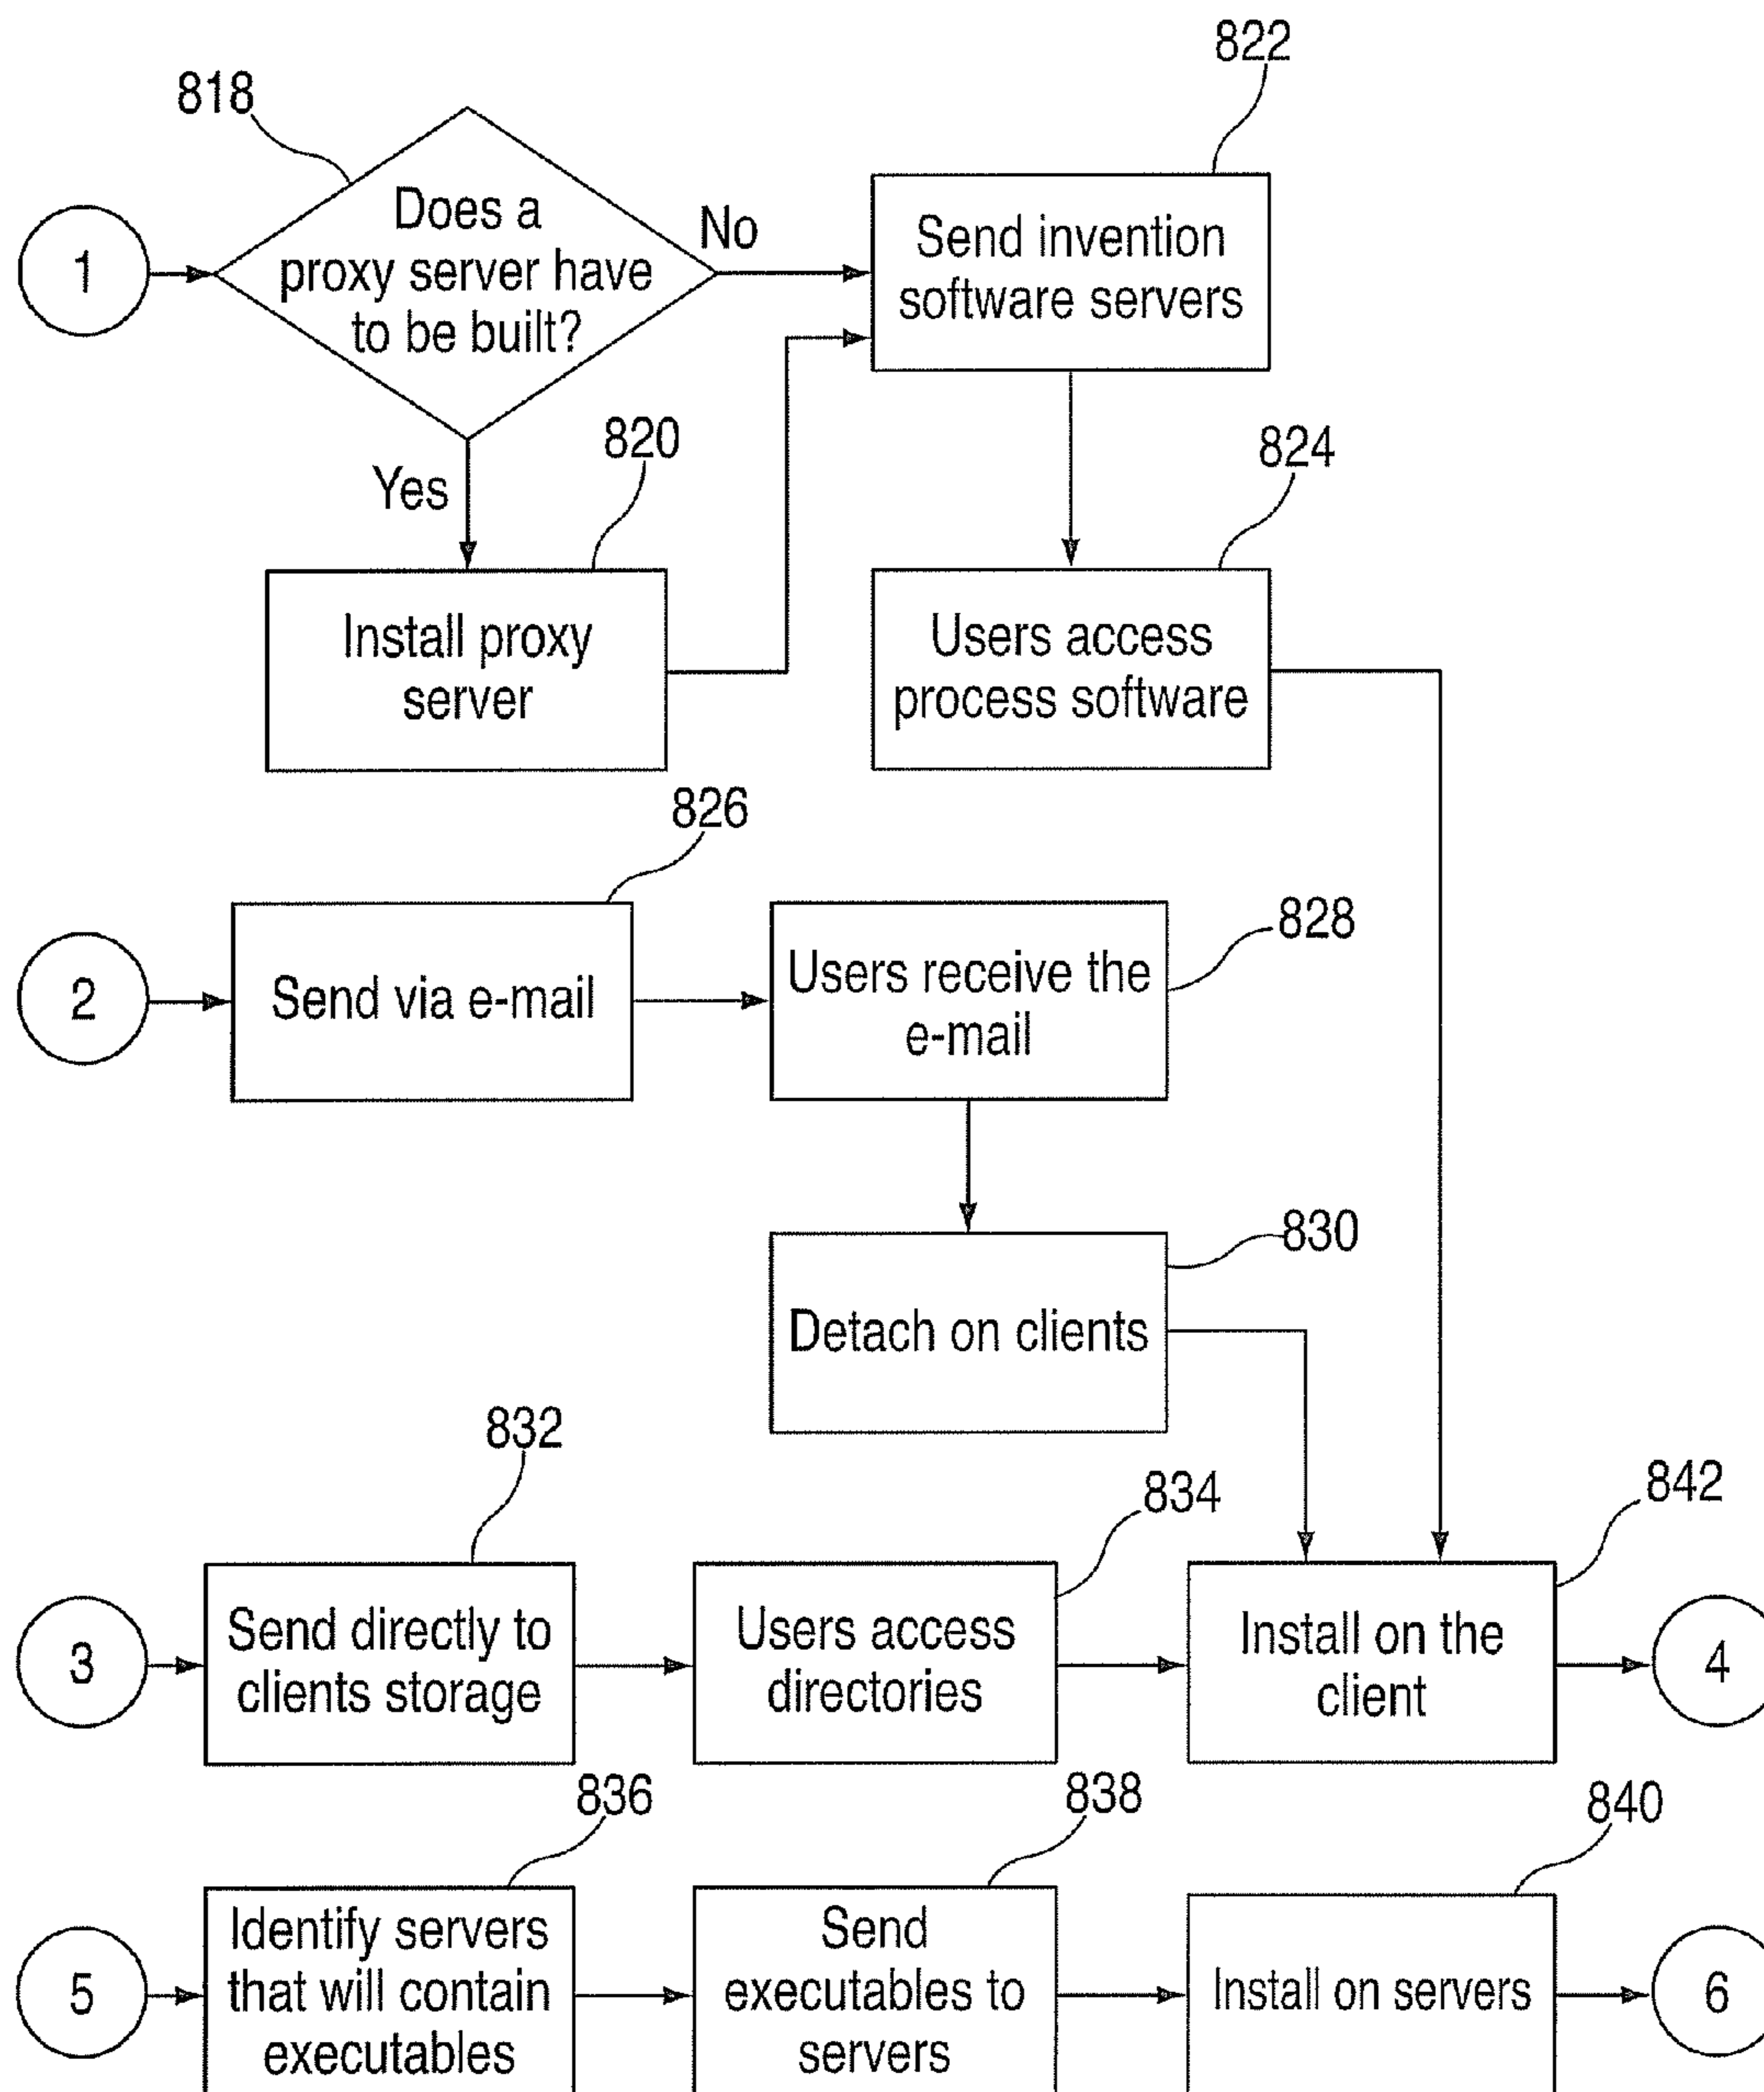 822
818
Does a
proxy server have
to be built?
No
Send invention
software servers
1
820
824
Yes
Install proxy
server
Users access
process software
826
828
2
Send via e-mail
Users receive the
e-mail
830
Detach on clients
832
834
842
3
Send directly to
clients storage
Users access
directories
Install on the
client
4
836
838
840
5
Identify servers
that will contain
executables
Send
executables to
servers
Install on servers
6